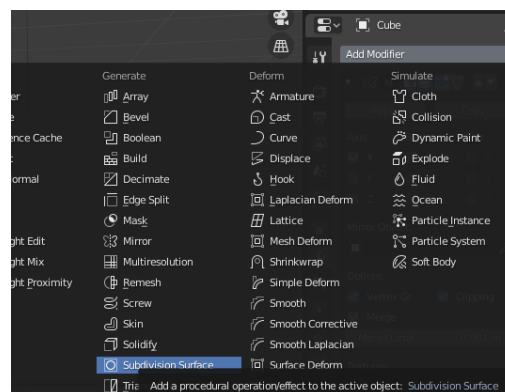 Cube
Add Modifier
Generate
Deform
Simulate
Array
Armature
Cloth
Bevel
Cast
Collision
ence Cache
Boolean
Curve
Dynamic Paint
Build
Displace
Explode
ormal
Decimate
Hook
Fluid
Edge Split
Laplacian Deform
Ocean
Mask
Lattice
Particle Instance
ght Edit
Mirror
Mesh Deform
Particle System
ght Mix
Multiresolution
Shrinkwrap
Soft Body
ght Proximity
Remesh
Simple Deform
Screw
Smooth
Skin
Smooth Corrective
Solidify
Smooth Laplacian
Subdivision Surface
Surface Deform
Tria
Add a procedural operation/effect to the active object: Subdivision Surface